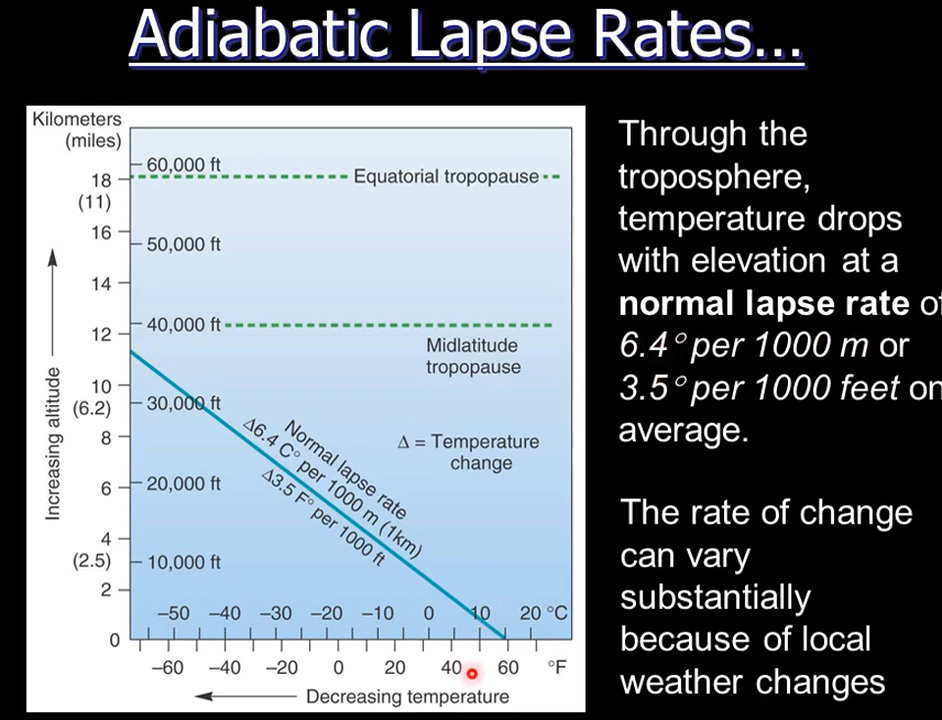 Adiabatic Lapse Rates...
Kilometers
(miles)
60,000 ft
18
Equatorial tropopause
(11)
16
50,000 ft
14
40,000 ft
12
Midlatitude
tropopause
10
(6.2)
30,000 ft
8
Δ = Temperature
change
Normal lapse rate
Δ6.4 C° per 1000 m (1km)
Δ3.5 F° per 1000 ft
6
20,000 ft
4
(2.5)
10,000 ft
2
0
Increasing altitude
–50 –40 –30 –20 –10 0 10 20 °C
–60 –40 –20 0 20 40 60 °F
Decreasing temperature
Through the
troposphere,
temperature drops
with elevation at a
normal lapse rate of
6.4° per 1000 m or
3.5° per 1000 feet on
average.
The rate of change
can vary
substantially
because of local
weather changes